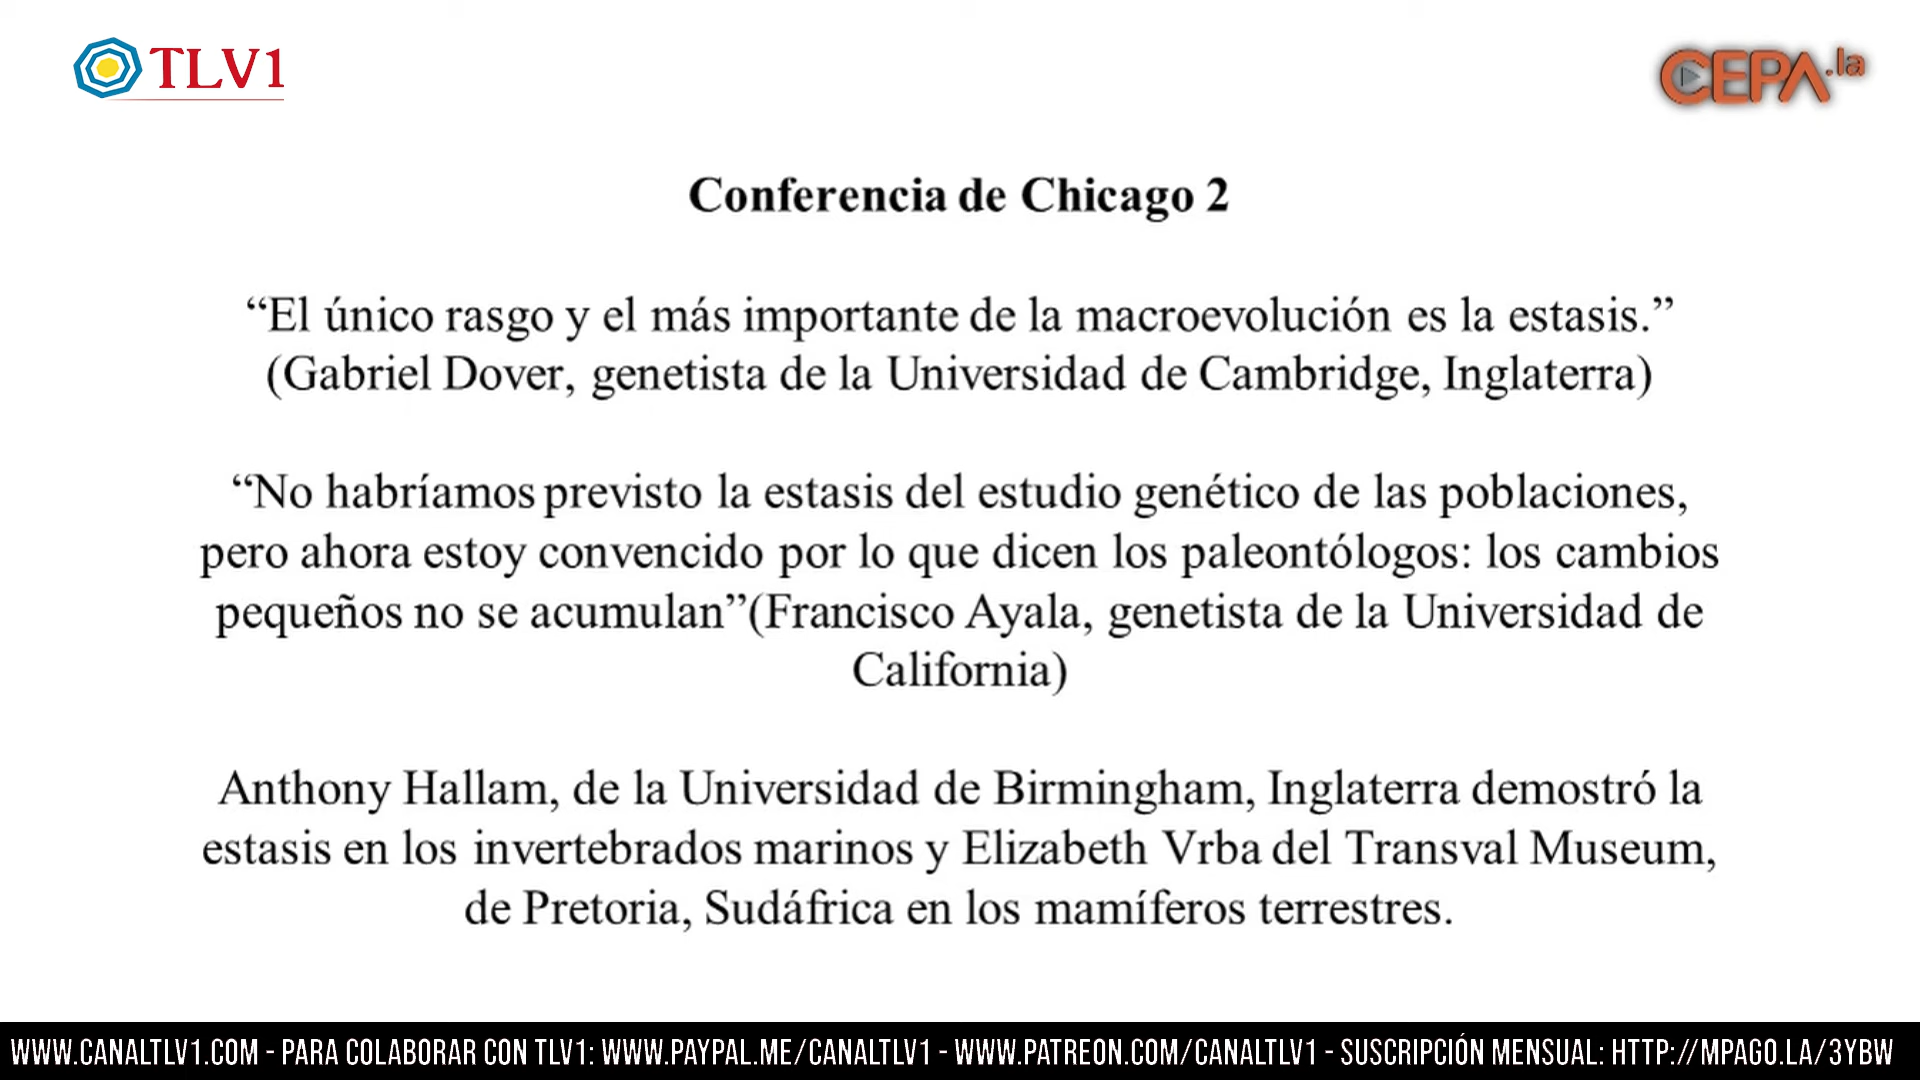 TLV1
CEPA.la
Conferencia de Chicago 2
“El único rasgo y el más importante de la macroevolución es la estasis.”
(Gabriel Dover, genetista de la Universidad de Cambridge, Inglaterra)
“No habríamos previsto la estasis del estudio genético de las poblaciones,
pero ahora estoy convencido por lo que dicen los paleontólogos: los cambios
pequeños no se acumulan”(Francisco Ayala, genetista de la Universidad de
California)
Anthony Hallam, de la Universidad de Birmingham, Inglaterra demostró la
estasis en los invertebrados marinos y Elizabeth Vrba del Transval Museum,
de Pretoria, Sudáfrica en los mamíferos terrestres.
WWW.CANALTLV1.COM - PARA COLABORAR CON TLV1: WWW.PAYPAL.ME/CANALTLV1 - WWW.PATREON.COM/CANALTLV1 - SUSCRIPCIÓN MENSUAL: HTTP://MPAGO.LA/3YBW